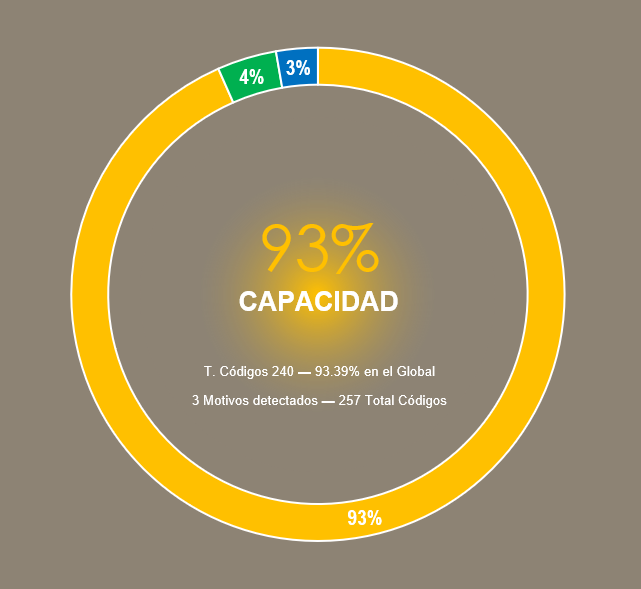 4%
3%
93%
CAPACIDAD
T. Códigos 240 — 93.39% en el Global
3 Motivos detectados — 257 Total Códigos
93%